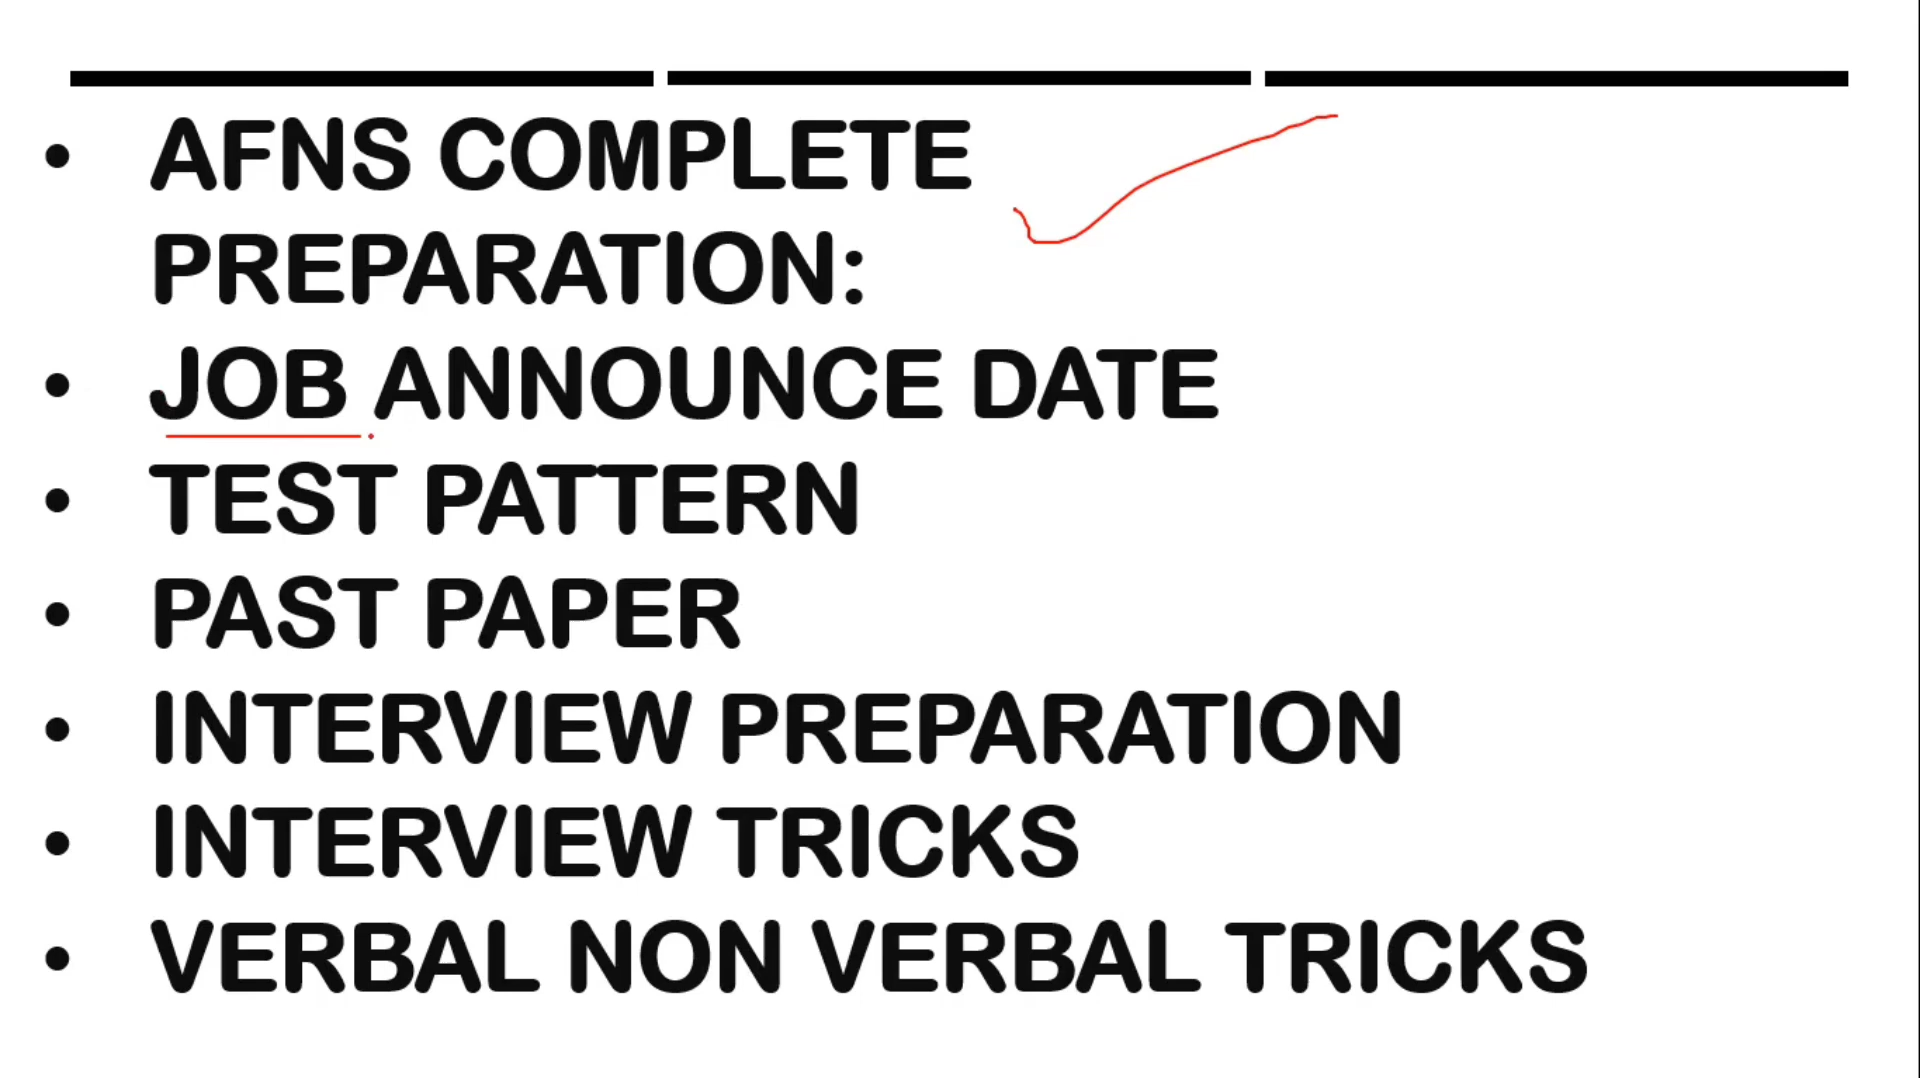 • AFNS COMPLETE
PREPARATION:
• JOB ANNOUNCE DATE
• TEST PATTERN
• PAST PAPER
• INTERVIEW PREPARATION
• INTERVIEW TRICKS
• VERBAL NON VERBAL TRICKS